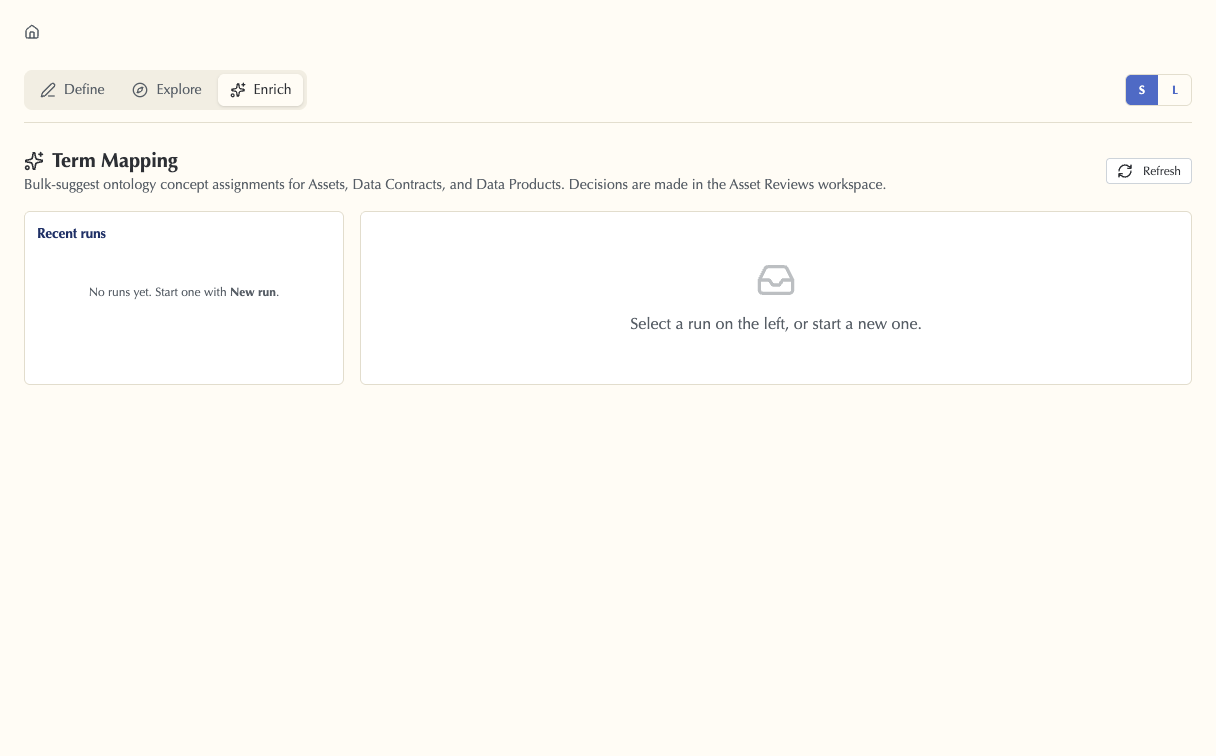 Define
Explore
Enrich
S
L
Term Mapping
Bulk-suggest ontology concept assignments for Assets, Data Contracts, and Data Products. Decisions are made in the Asset Reviews workspace.
Refresh
Recent runs
No runs yet. Start one with New run.
Select a run on the left, or start a new one.